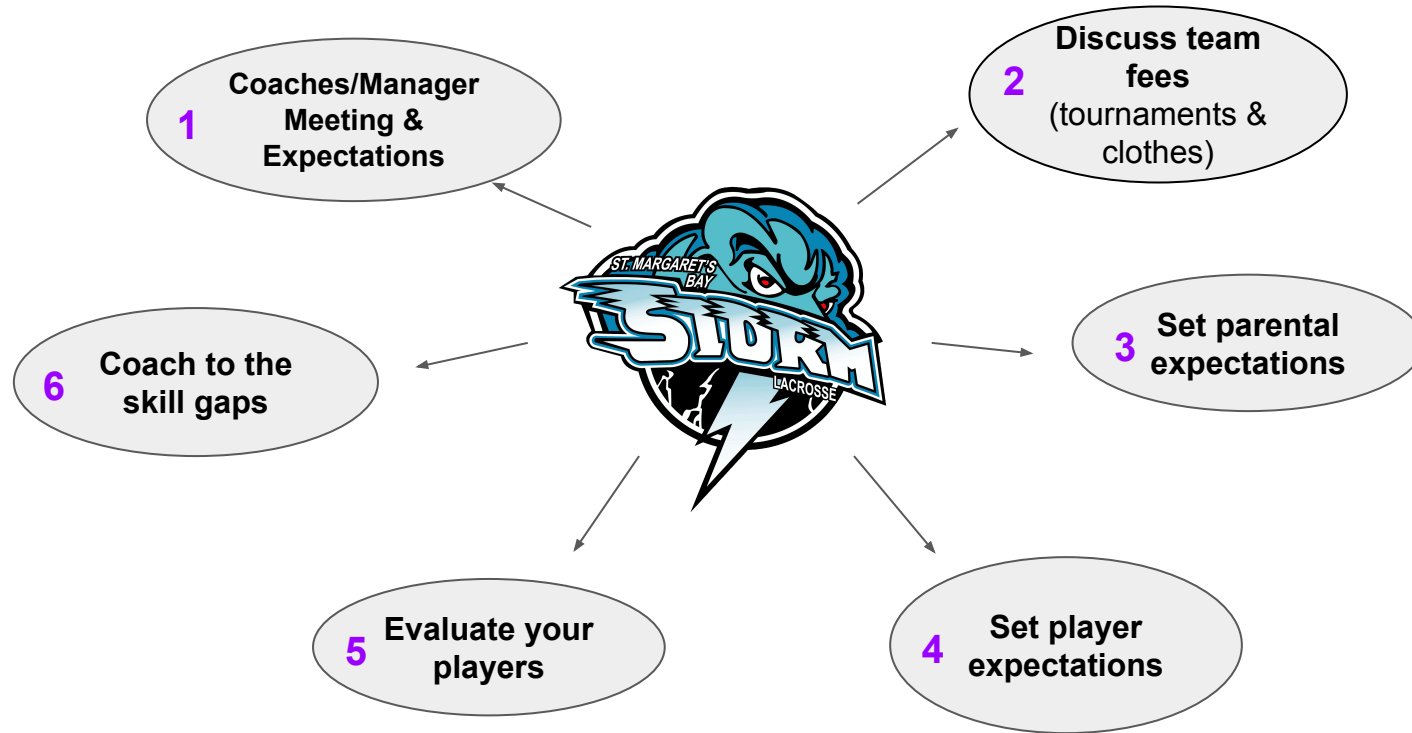 1
Coaches/Manager
Meeting &
Expectations
2
Discuss team
fees
(tournaments &
clothes)
ST. MARGARET'S
BAY
STORM
LACROSSE
3
Set parental
expectations
6
Coach to the
skill gaps
5
Evaluate your
players
4
Set player
expectations